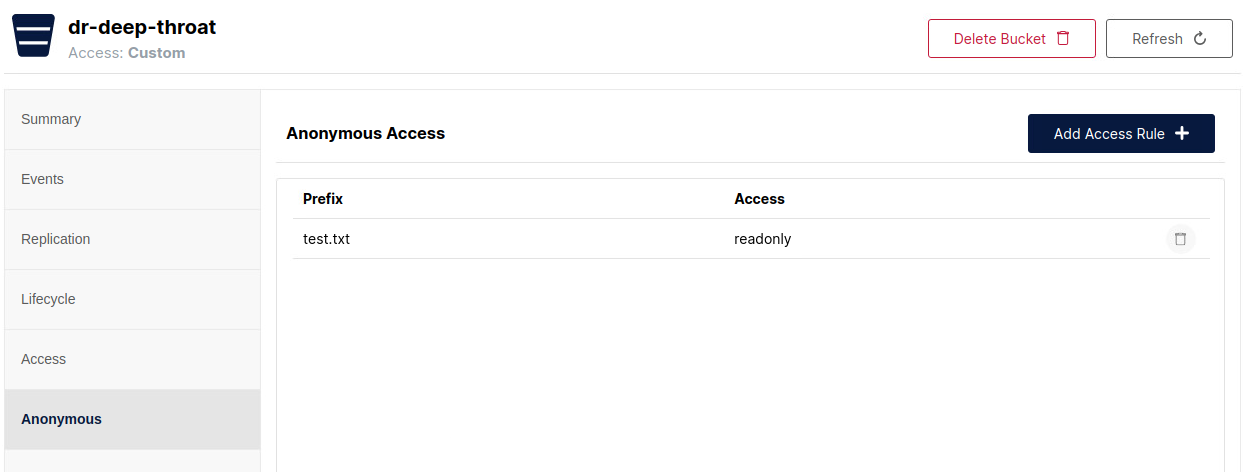 dr-deep-throat
Access: Custom
Delete Bucket
Refresh
Summary
Events
Replication
Lifecycle
Access
Anonymous
Anonymous Access
Add Access Rule
Prefix Access
test.txt readonly